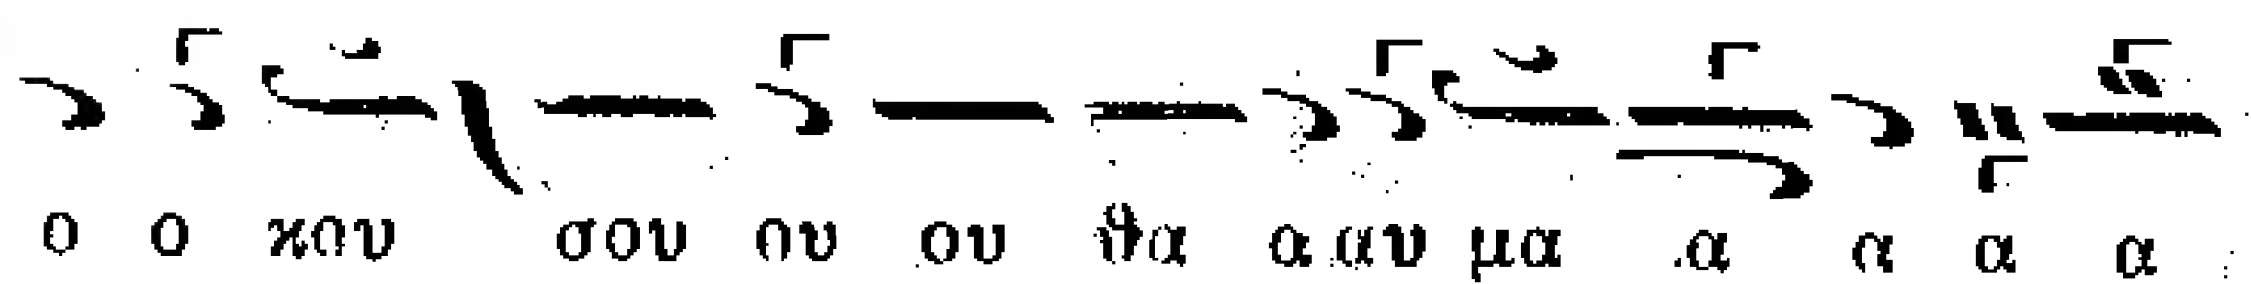 ο ο κου σου ου ου θα α αυ μα α α α α